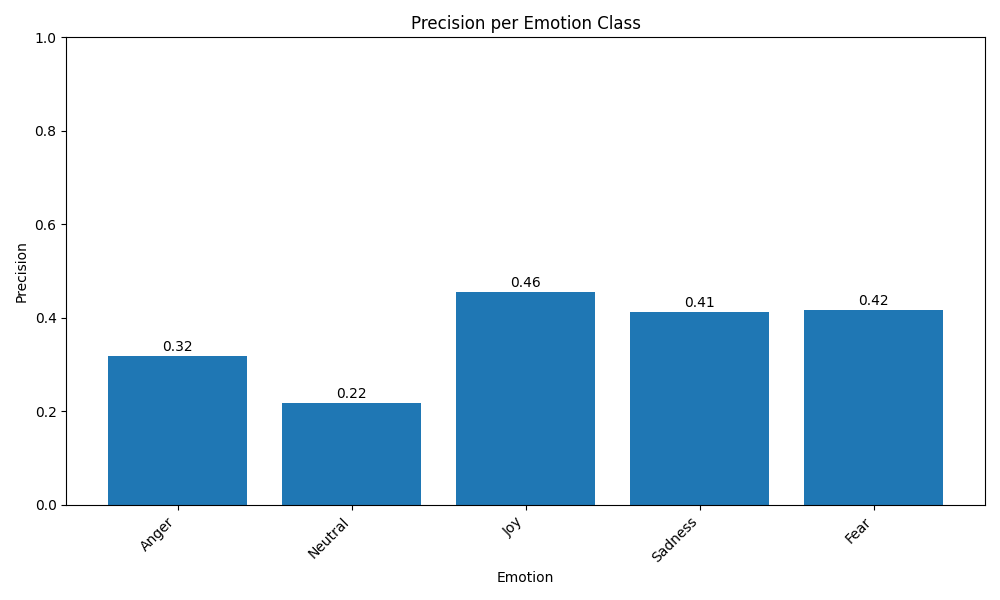 Precision per Emotion Class
1.0
0.8
0.6
0.4
0.2
0.0
Precision
0.32
0.22
0.46
0.41
0.42
Anger
Neutral
Joy
Sadness
Fear
Emotion